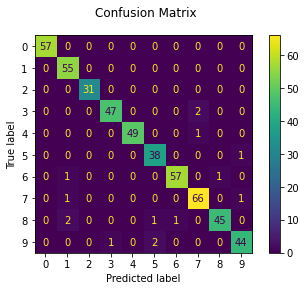 Confusion Matrix
0 57 0 0 0 0 0 0 0 0 0
1 0 55 0 0 0 0 0 0 0 0
2 0 0 31 0 0 0 0 0 0 0
3 0 0 0 47 0 0 0 2 0 0
4 0 0 0 0 49 0 0 1 0 0
5 0 0 0 0 0 38 0 0 0 1
6 0 1 0 0 0 0 57 0 1 0
7 0 1 0 0 0 0 0 66 0 1
8 0 2 0 0 0 1 1 0 45 0
9 0 0 0 1 0 2 0 0 0 44
0 1 2 3 4 5 6 7 8 9
Predicted label
True label
60
50
40
30
20
10
0